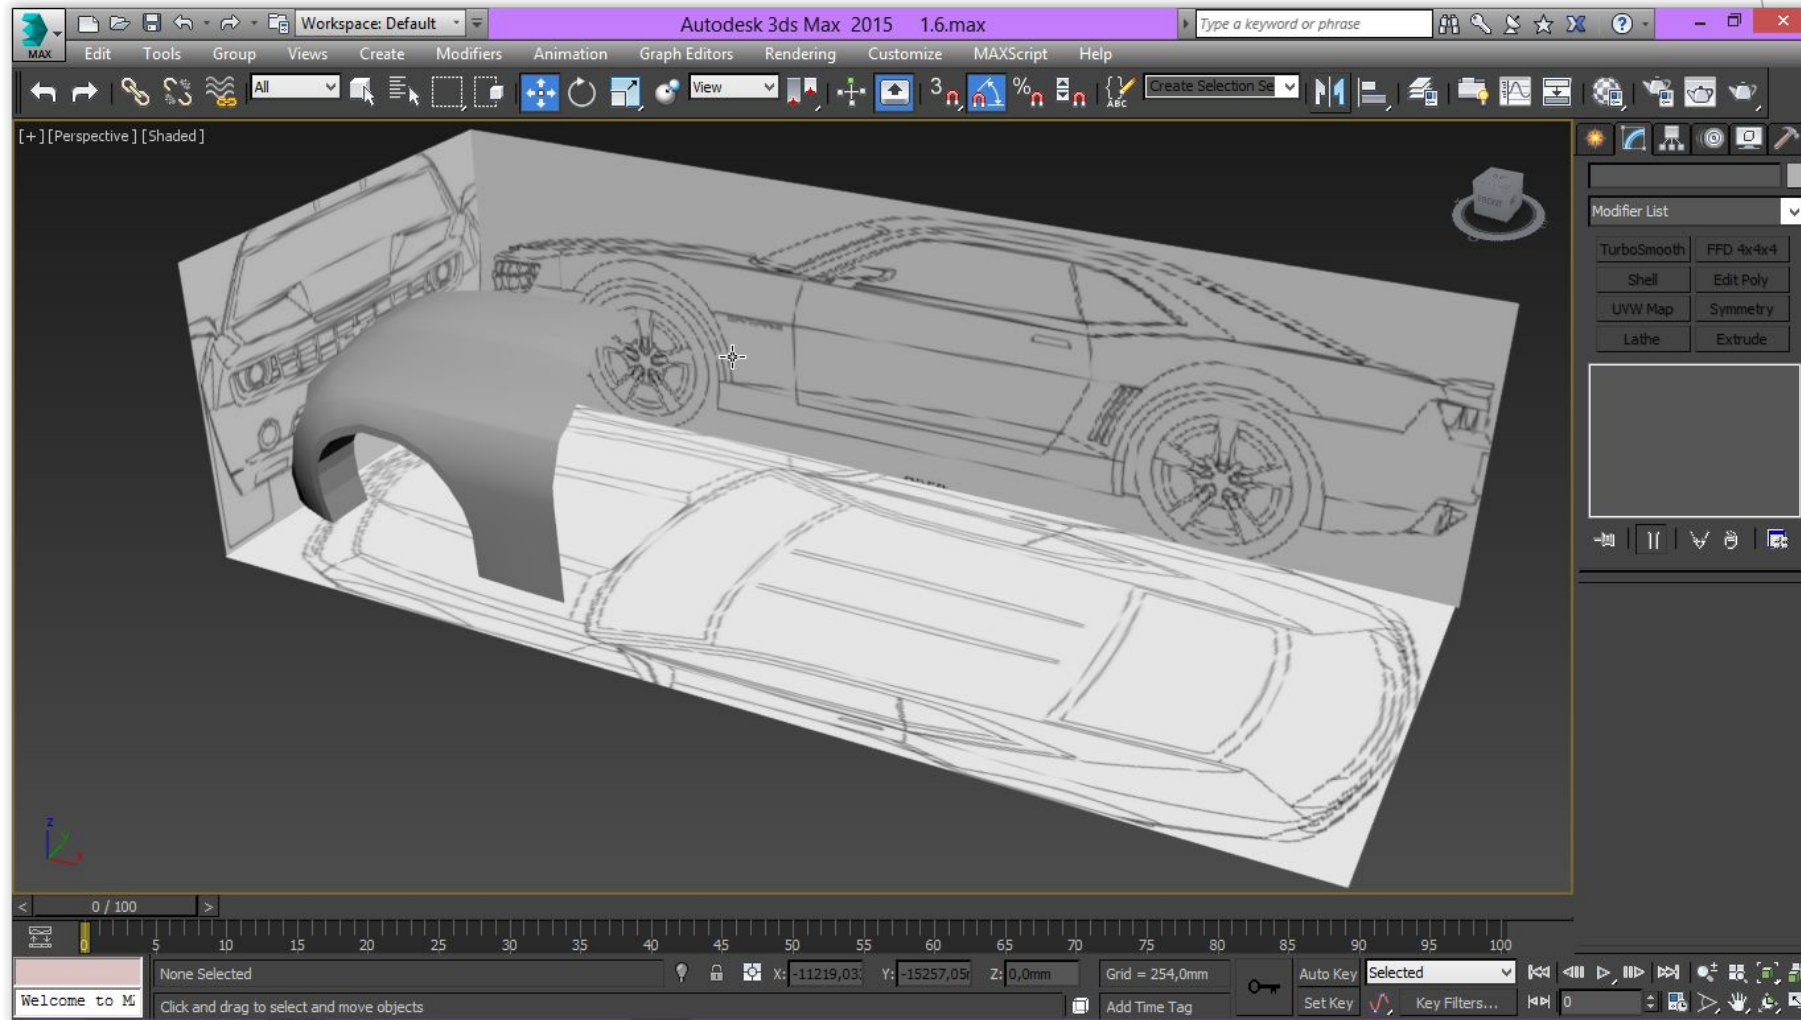 Workspace: Default
Autodesk 3ds Max 2015 1.6.max
Type a keyword or phrase
MAX
Edit Tools Group Views Create Modifiers Animation Graph Editors Rendering Customize MAXScript Help
All
View
3
%
ABC
Create Selection Se
[+] [Perspective] [Shaded]
FRONT
Modifier List
TurboSmooth FFD 4x4x4
Shell Edit Poly
UVW Map Symmetry
Lathe Extrude
z
y
x
< 0 / 100 >
0 5 10 15 20 25 30 35 40 45 50 55 60 65 70 75 80 85 90 95 100
None Selected
X: -11219,03 Y: -15257,05 Z: 0,0mm
Grid = 254,0mm
Auto Key Selected
Welcome to M
Click and drag to select and move objects
Add Time Tag
Set Key Key Filters...
0